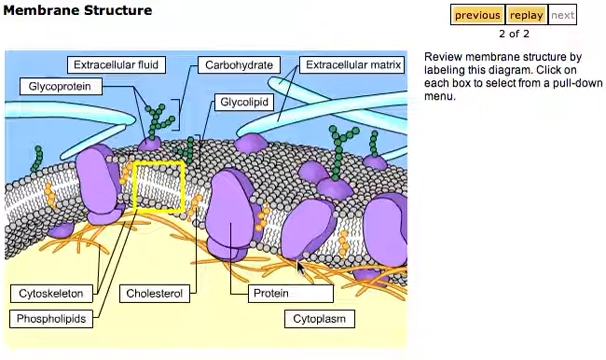 Membrane Structure
previous replay next
2 of 2
Review membrane structure by
labeling this diagram. Click on
each box to select from a pull-down
menu.
Extracellular fluid
Carbohydrate
Extracellular matrix
Glycoprotein
Glycolipid
Cytoskeleton
Cholesterol
Protein
Phospholipids
Cytoplasm